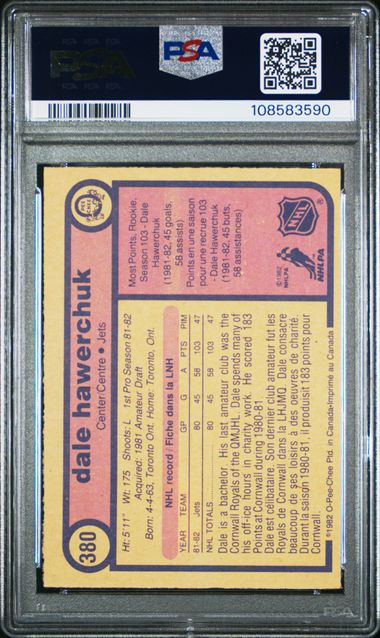 PSA
PSA
108583590
380
dale hawerchuk
Center/Centre • Jets
O PEE CHEE
Ht: 5'11" Wt: 175 Shoots: L 1st Pro Season 81-82
Acquired: 1981 Amateur Draft
Born: 4-4-63, Toronto Ont. Home: Toronto, Ont.
NHL record / Fiche dans la LNH
YEAR TEAM GP G A PTS PIM
81-82 Jets 80 45 58 103 47
NHL TOTALS 80 45 58 103 47
Most Points, Rookie,
Season 103 - Dale
Hawerchuk
(1981-82, 45 goals,
58 assists)
Points en une saison
pour une recrue 103
- Dale Hawerchuk
(1981-82, 45 buts,
58 assistances)
Dale is a bachelor. His last amateur club was the
Cornwall Royals of the QMJHL. Dale spends many of
his off-ice hours in charity work. He scored 183
Points at Cornwall during 1980-81.
Dale est célibataire. Son dernier club amateur fut les
Royals de Cornwall dans la LHJMQ. Dale consacre
beaucoup de ses loisirs à des oeuvres de charité.
Durant la saison 1980-81, il produisit 183 points pour
Cornwall.
NHL
®
©1982
NHLPA
NHLPA
©1982 O-Pee-Chee Ptd. in Canada-Imprimé au Canada
PSA